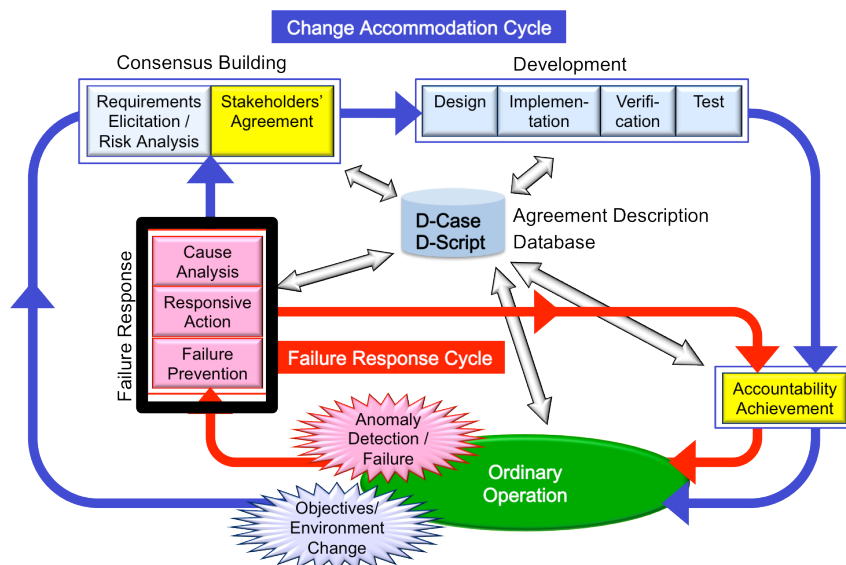 Change Accommodation Cycle
Consensus Building
Development
Requirements
Elicitation /
Risk Analysis
Stakeholders'
Agreement
Design
Implemen-
tation
Verifi-
cation
Test
D-Case
D-Script
Agreement Description
Database
Failure Response
Cause
Analysis
Responsive
Action
Failure
Prevention
Failure Response Cycle
Accountability
Achievement
Anomaly
Detection /
Failure
Ordinary
Operation
Objectives/
Environment
Change